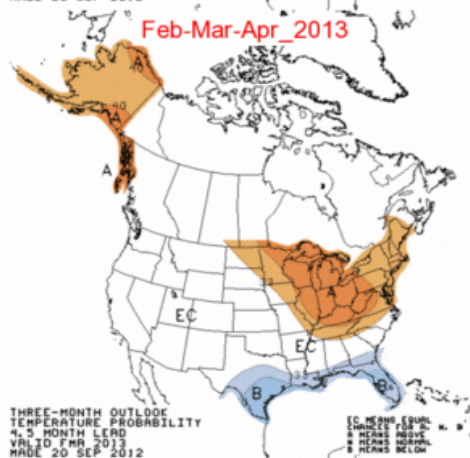 Feb-Mar-Apr_2013
A
40
A
A
33
A
EC
EC
33
B
B
THREE-MONTH OUTLOOK
TEMPERATURE PROBABILITY
4.5 MONTH LEAD
VALID FMA 2013
MADE 20 SEP 2012
EC MEANS EQUAL
CHANCES FOR A, N, B
A MEANS ABOVE
N MEANS NORMAL
B MEANS BELOW